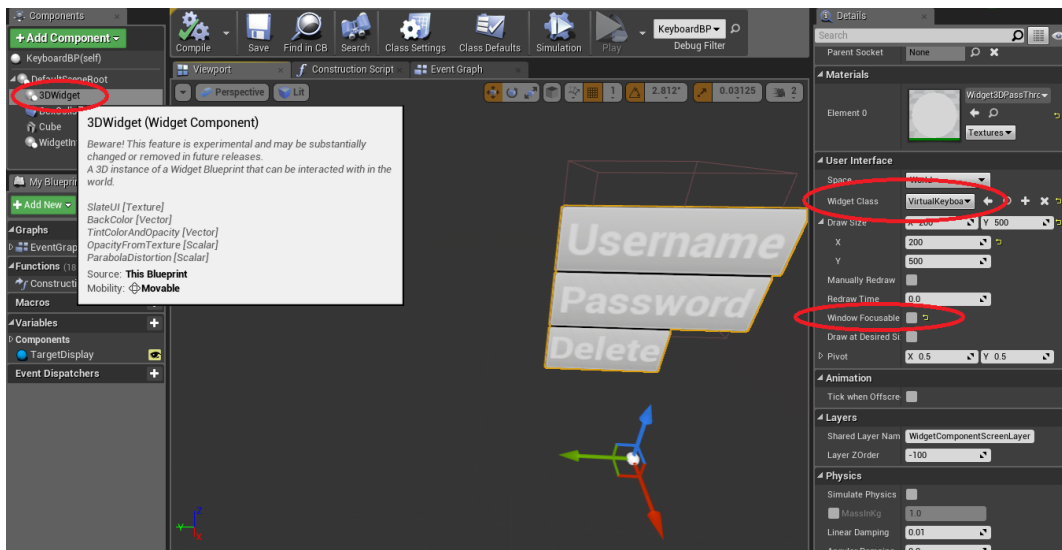 Components
+Add Component
KeyboardBP(self)
DefaultSceneRoot
3DWidget
Cube
My Bluepri
+Add New
Graphs
EventGrap
Functions (18
Constructi
Macros
Variables
Components
TargetDisplay
Event Dispatchers
Compile
Save
Find in CB
Search
Class Settings
Class Defaults
Simulation
Play
KeyboardBP
Debug Filter
Viewport
Construction Script
Event Graph
Perspective
Lit
1
2.812°
0.03125
2
3DWidget (Widget Component)
Beware! This feature is experimental and may be substantially
changed or removed in future releases.
A 3D instance of a Widget Blueprint that can be interacted with in the
world.
SlateUI [Texture]
BackColor [Vector]
TintColorAndOpacity [Vector]
OpacityFromTexture [Scalar]
ParabolaDistortion [Scalar]
Source: This Blueprint
Mobility: Movable
Username
Password
Delete
Z
Y
X
Details
Search
Parent Socket None
Materials
Element 0
Widget3DPassThro
Textures
User Interface
Space World
Widget Class VirtualKeyboa
Draw Size X 200 Y 500
X 200
Y 500
Manually Redraw
Redraw Time 0.0
Window Focusable
Draw at Desired Si
Pivot X 0.5 Y 0.5
Animation
Tick when Offscre
Layers
Shared Layer Nam WidgetComponentScreenLayer
Layer ZOrder -100
Physics
Simulate Physics
MassInKg 1.0
Linear Damping 0.01